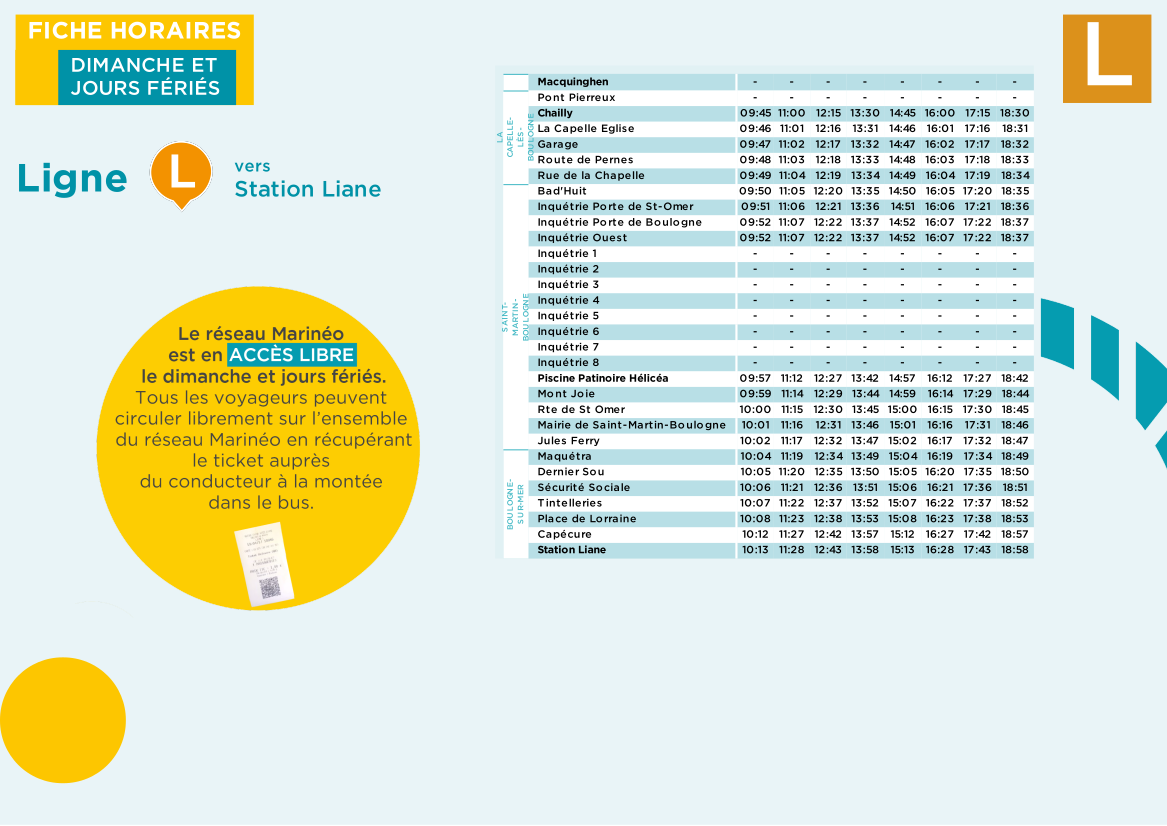 FICHE HORAIRES
DIMANCHE ET
JOURS FÉRIÉS
L
Ligne
L
vers
Station Liane
Le réseau Marinéo
est en ACCÈS LIBRE
le dimanche et jours fériés.
Tous les voyageurs peuvent
circuler librement sur l'ensemble
du réseau Marinéo en récupérant
le ticket auprès
du conducteur à la montée
dans le bus.
Macquinghen - - - - - - - -
LA
CAPELLE-
LÈS -
BOULOGNE
Pont Pierreux - - - - - - - -
Chailly 09:45 11:00 12:15 13:30 14:45 16:00 17:15 18:30
La Capelle Eglise 09:46 11:01 12:16 13:31 14:46 16:01 17:16 18:31
Garage 09:47 11:02 12:17 13:32 14:47 16:02 17:17 18:32
Route de Pernes 09:48 11:03 12:18 13:33 14:48 16:03 17:18 18:33
Rue de la Chapelle 09:49 11:04 12:19 13:34 14:49 16:04 17:19 18:34
SAINT-
MARTIN-
BOULOGNE
Bad'Huit 09:50 11:05 12:20 13:35 14:50 16:05 17:20 18:35
Inquétrie Porte de St-Omer 09:51 11:06 12:21 13:36 14:51 16:06 17:21 18:36
Inquétrie Porte de Boulogne 09:52 11:07 12:22 13:37 14:52 16:07 17:22 18:37
Inquétrie Ouest 09:52 11:07 12:22 13:37 14:52 16:07 17:22 18:37
Inquétrie 1 - - - - - - - -
Inquétrie 2 - - - - - - - -
Inquétrie 3 - - - - - - - -
Inquétrie 4 - - - - - - - -
Inquétrie 5 - - - - - - - -
Inquétrie 6 - - - - - - - -
Inquétrie 7 - - - - - - - -
Inquétrie 8 - - - - - - - -
Piscine Patinoire Hélicéa 09:57 11:12 12:27 13:42 14:57 16:12 17:27 18:42
Mont Joie 09:59 11:14 12:29 13:44 14:59 16:14 17:29 18:44
Rte de St Omer 10:00 11:15 12:30 13:45 15:00 16:15 17:30 18:45
Mairie de Saint-Martin-Boulogne 10:01 11:16 12:31 13:46 15:01 16:16 17:31 18:46
Jules Ferry 10:02 11:17 12:32 13:47 15:02 16:17 17:32 18:47
BOULOGNE-
SUR-MER
Maquétra 10:04 11:19 12:34 13:49 15:04 16:19 17:34 18:49
Dernier Sou 10:05 11:20 12:35 13:50 15:05 16:20 17:35 18:50
Sécurité Sociale 10:06 11:21 12:36 13:51 15:06 16:21 17:36 18:51
Tintelleries 10:07 11:22 12:37 13:52 15:07 16:22 17:37 18:52
Place de Lorraine 10:08 11:23 12:38 13:53 15:08 16:23 17:38 18:53
Capécure 10:12 11:27 12:42 13:57 15:12 16:27 17:42 18:57
Station Liane 10:13 11:28 12:43 13:58 15:13 16:28 17:43 18:58